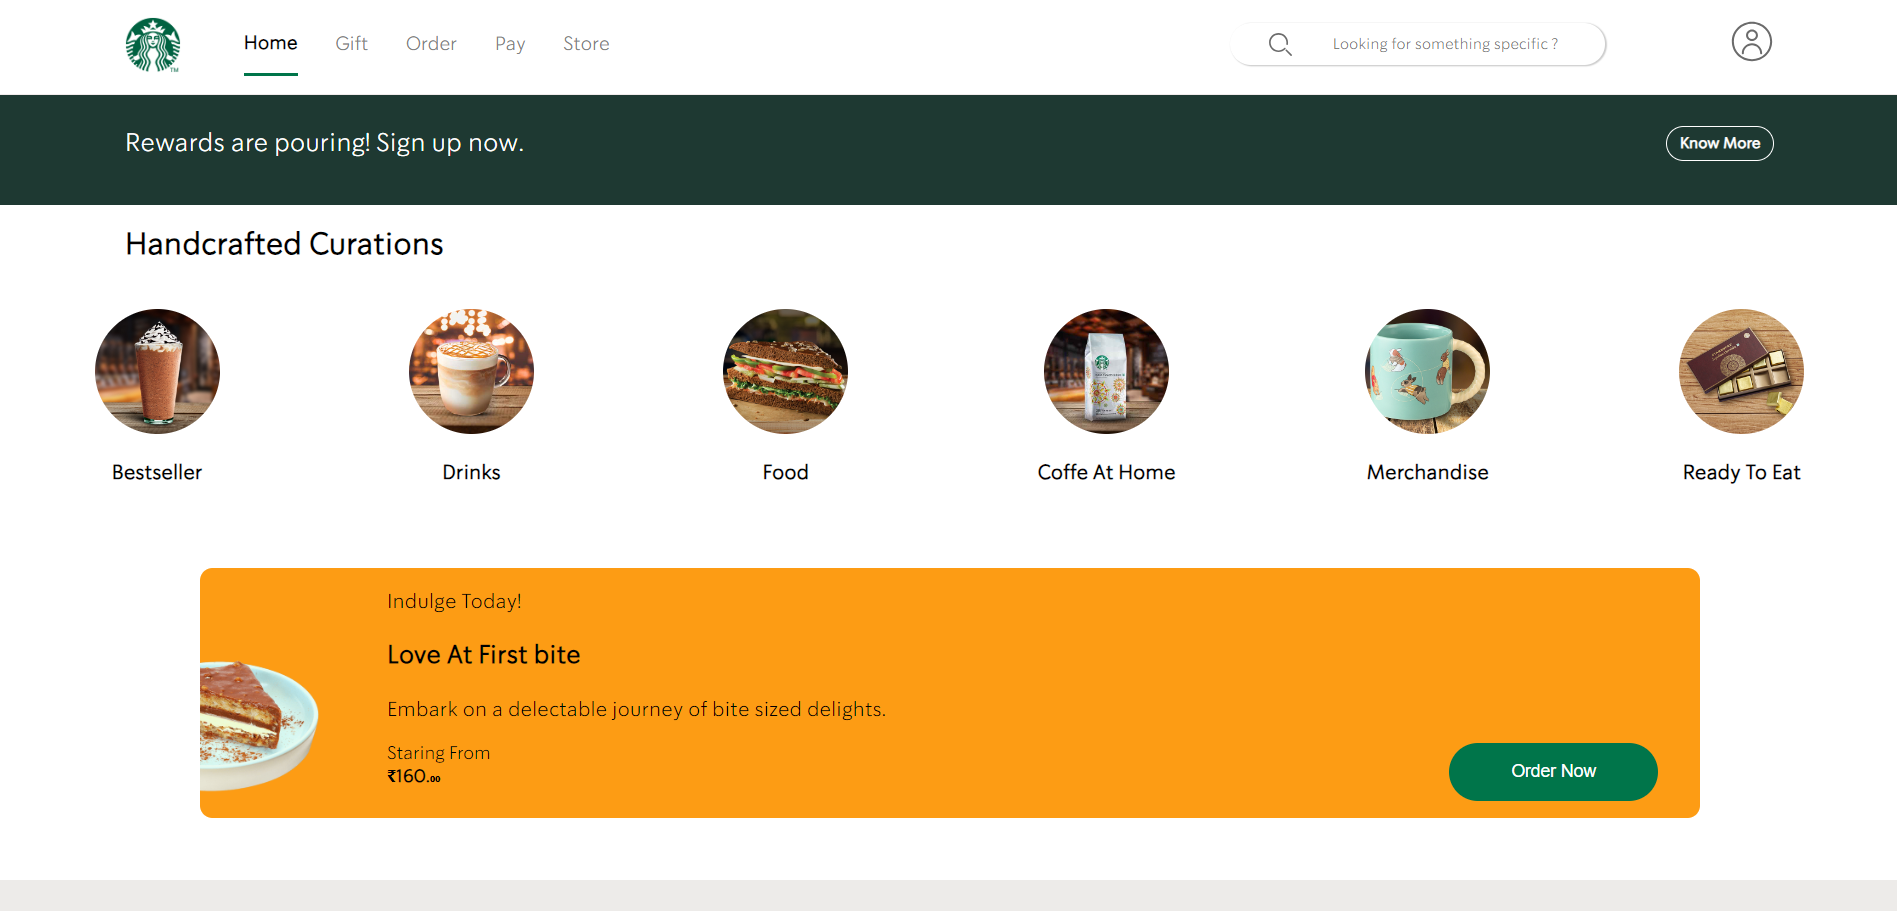 Home Gift Order Pay Store Looking for something specific ?
Rewards are pouring! Sign up now. Know More
Handcrafted Curations
Bestseller Drinks Food Coffe At Home Merchandise Ready To Eat
Indulge Today!
Love At First bite
Embark on a delectable journey of bite sized delights.
Staring From
₹160.00
Order Now